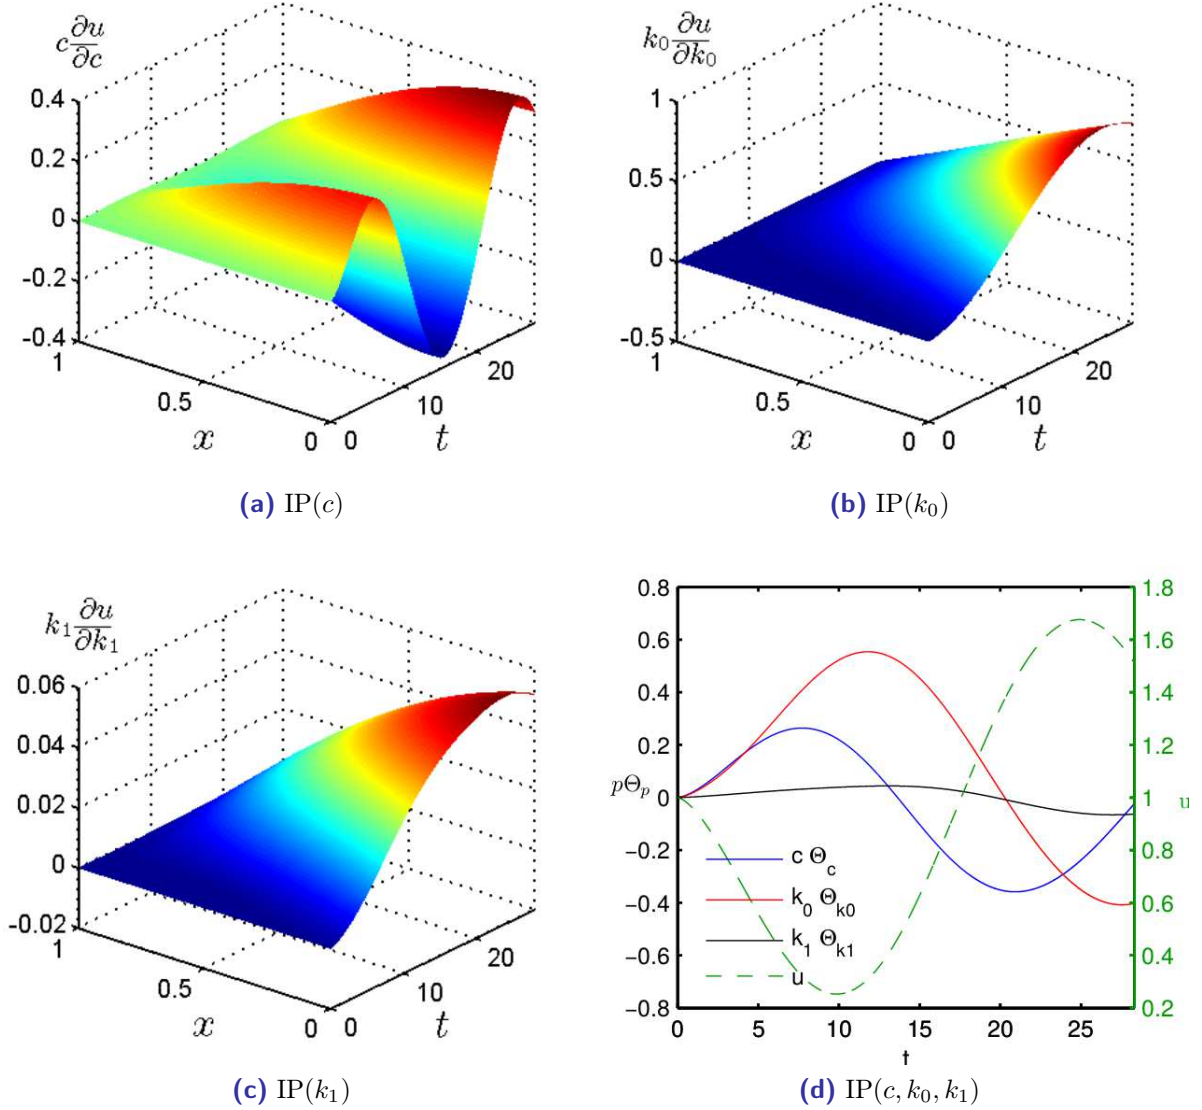 c ∂u/∂c
0.4
0.2
0
-0.2
-0.4
1
0.5
0
x
0
10
20
t
(a) IP(c)
k₀ ∂u/∂k₀
1
0.5
0
-0.5
1
0.5
0
x
0
10
20
t
(b) IP(k₀)
k₁ ∂u/∂k₁
0.06
0.04
0.02
0
-0.02
1
0.5
0
x
0
10
20
t
(c) IP(k₁)
0.8
0.6
0.4
0.2
0
−0.2
−0.4
−0.6
−0.8
pΘₚ
c Θ_c
k₀ Θ_k0
k₁ Θ_k1
u
1.8
1.6
1.4
1.2
1
0.8
0.6
0.4
0.2
u
0 5 10 15 20 25
t
(d) IP(c, k₀, k₁)